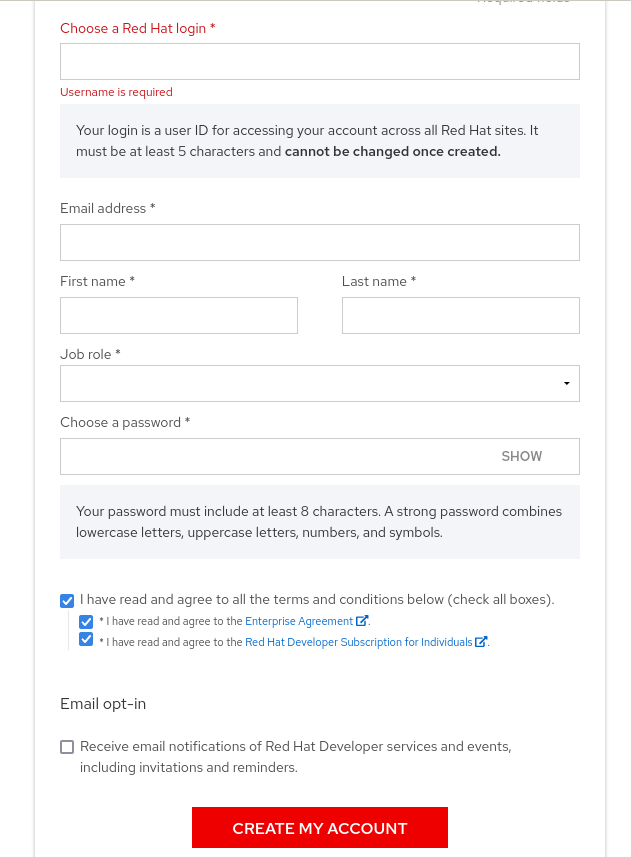 Choose a Red Hat login *
Username is required
Your login is a user ID for accessing your account across all Red Hat sites. It
must be at least 5 characters and cannot be changed once created.
Email address *
First name *
Last name *
Job role *
Choose a password *
SHOW
Your password must include at least 8 characters. A strong password combines
lowercase letters, uppercase letters, numbers, and symbols.
I have read and agree to all the terms and conditions below (check all boxes).
* I have read and agree to the Enterprise Agreement.
* I have read and agree to the Red Hat Developer Subscription for Individuals.
Email opt-in
Receive email notifications of Red Hat Developer services and events,
including invitations and reminders.
CREATE MY ACCOUNT